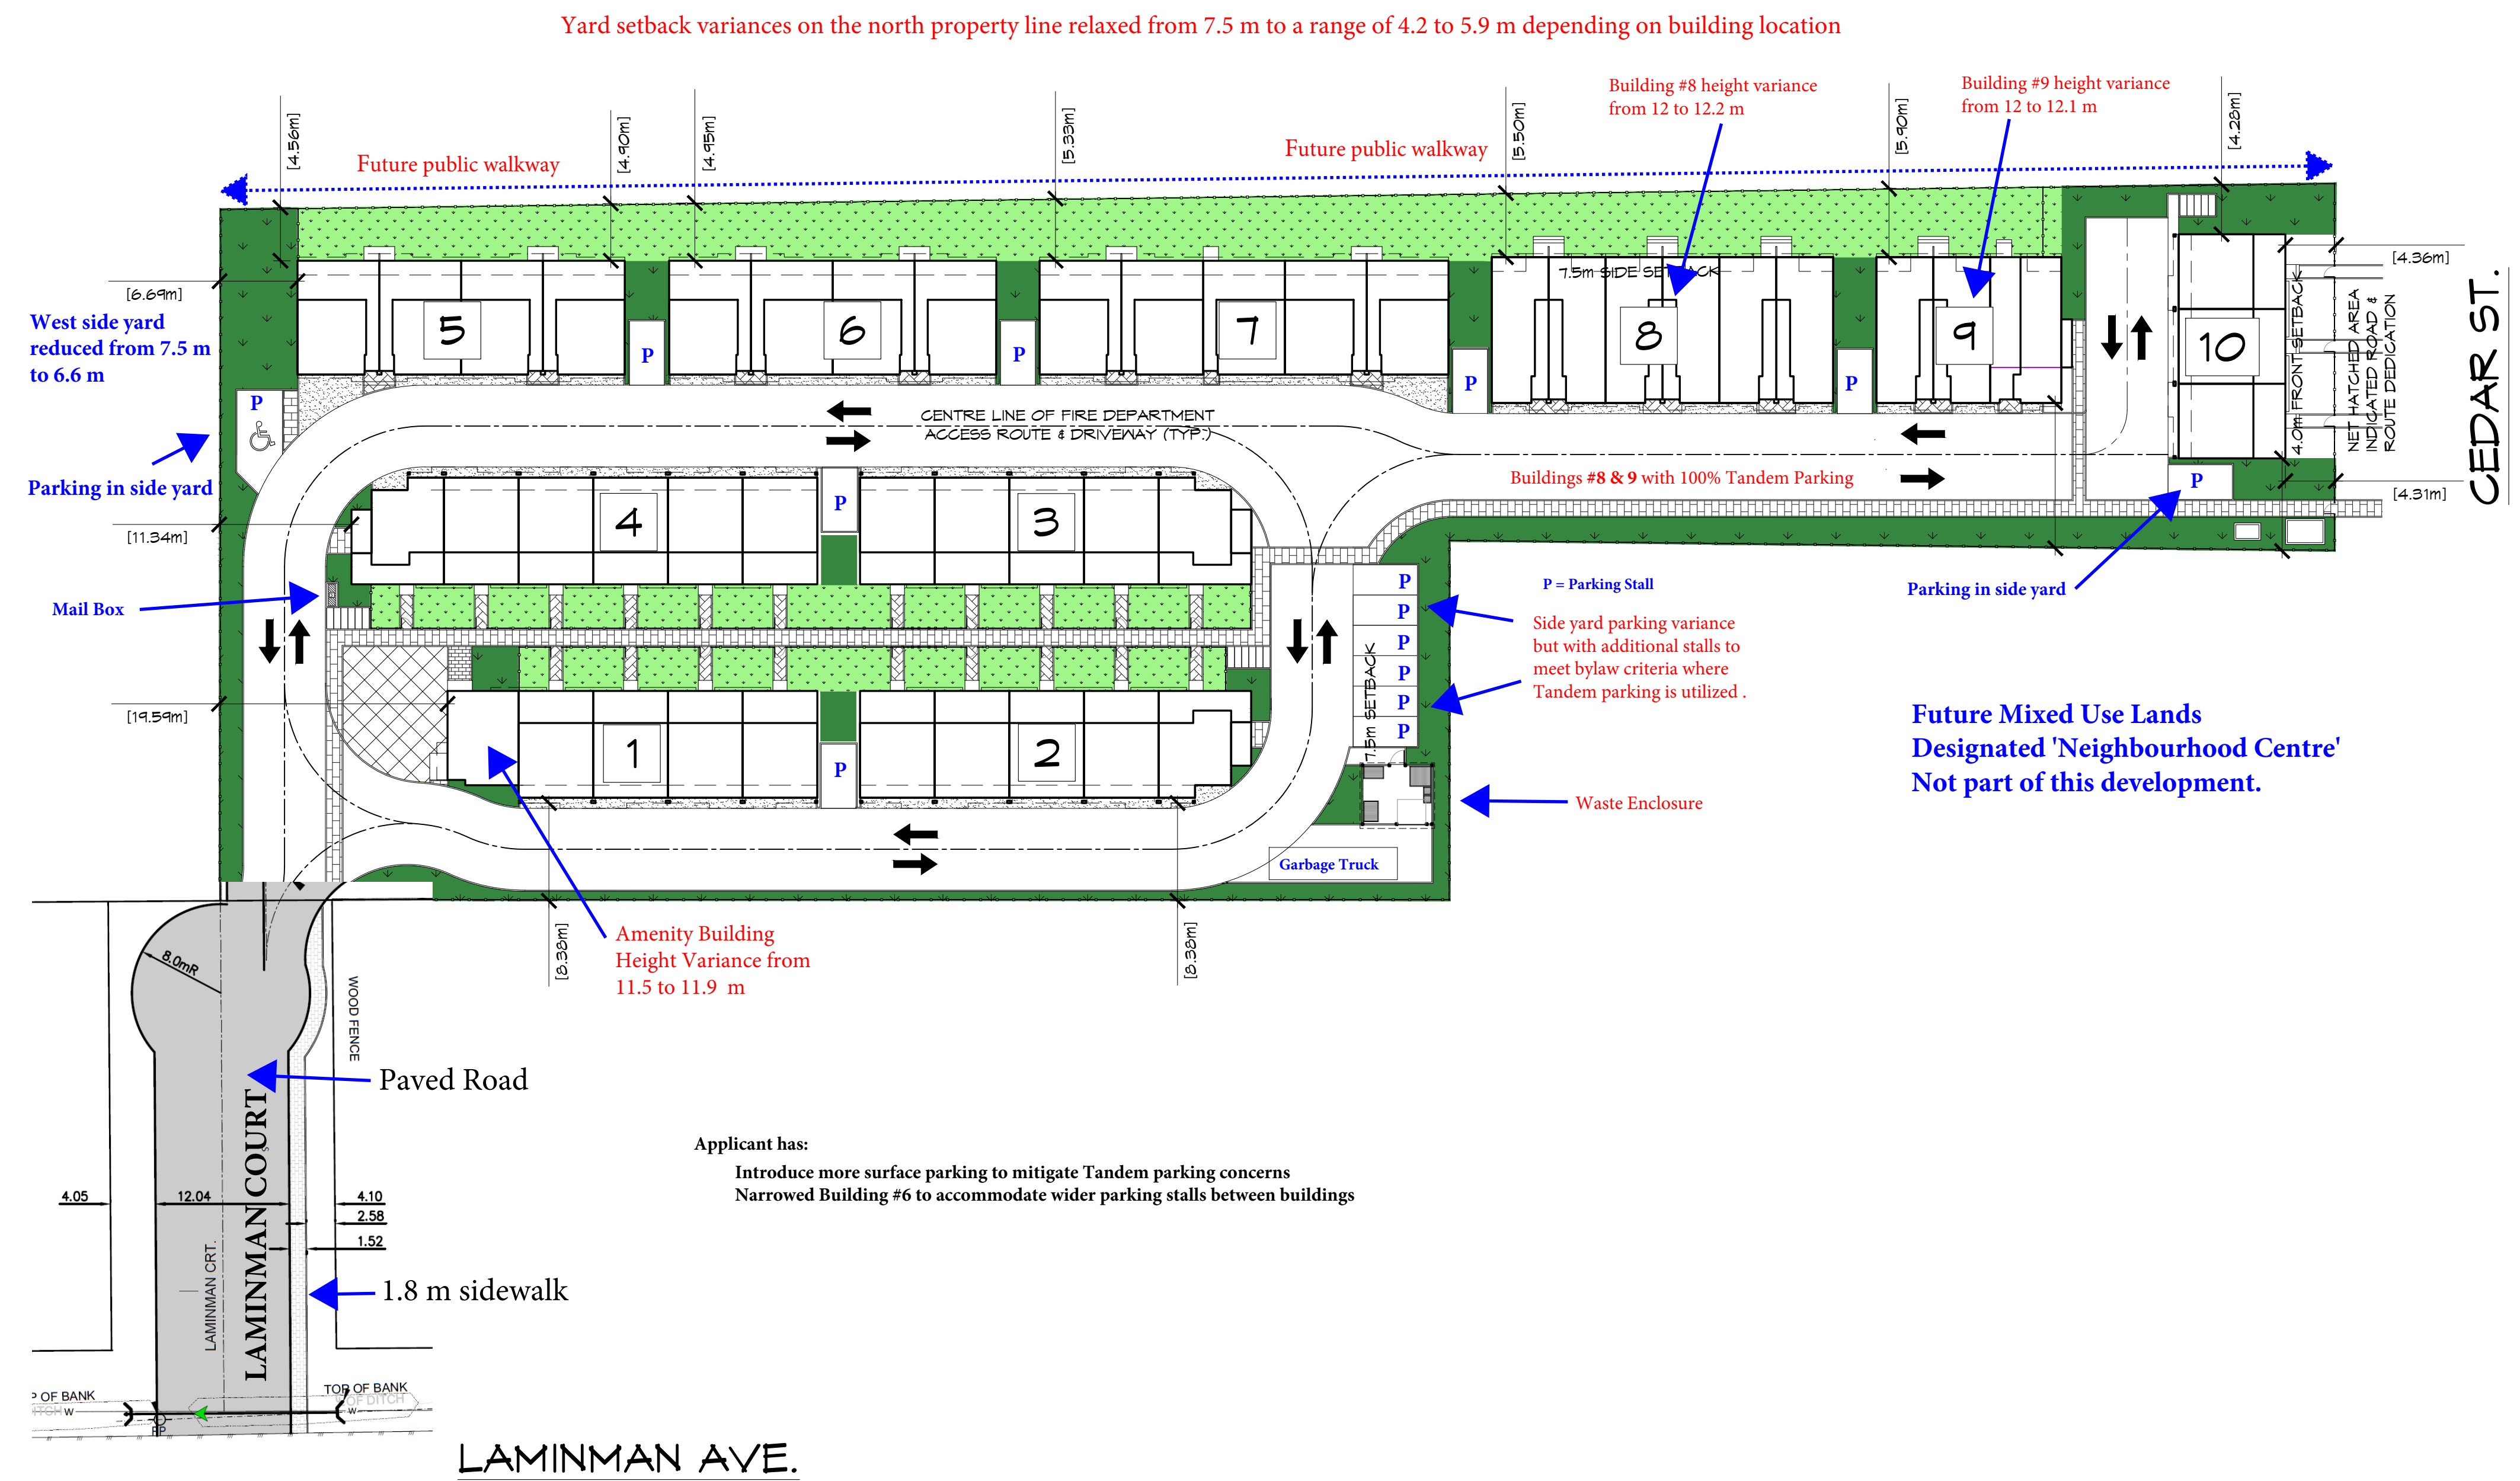 Yard setback variances on the north property line relaxed from 7.5 m to a range of 4.2 to 5.9 m depending on building location
Building #8 height variance
from 12 to 12.2 m
Building #9 height variance
from 12 to 12.1 m
[4.56m]
[4.90m]
[4.95m]
[5.33m]
[5.50m]
[5.90m]
[4.28m]
Future public walkway
Future public walkway
[6.69m]
West side yard
reduced from 7.5 m
to 6.6 m
5
6
7
7.5m SIDE SETBACK
8
9
10
[4.36m]
4.0m FRONT SETBACK
NET HATCHED AREA
INDICATED ROAD &
ROUTE DEDICATION
CEDAR ST.
P
P
P
P
P
CENTRE LINE OF FIRE DEPARTMENT
ACCESS ROUTE & DRIVEWAY (TYP.)
Parking in side yard
Buildings #8 & 9 with 100% Tandem Parking
P
[4.31m]
[11.34m]
4
P
3
Mail Box
P
P
P
P
P
P
7.5m SETBACK
P = Parking Stall
Parking in side yard
Side yard parking variance
but with additional stalls to
meet bylaw criteria where
Tandem parking is utilized .
[19.59m]
1
P
2
Future Mixed Use Lands
Designated 'Neighbourhood Centre'
Not part of this development.
Waste Enclosure
Garbage Truck
Amenity Building
Height Variance from
11.5 to 11.9 m
[8.38m]
[8.38m]
8.0mR
WOOD FENCE
Paved Road
LAMINMAN COURT
LAMINMAN CRT.
Applicant has:
Introduce more surface parking to mitigate Tandem parking concerns
Narrowed Building #6 to accommodate wider parking stalls between buildings
4.05
12.04
4.10
2.58
1.52
1.8 m sidewalk
P OF BANK
TOP OF BANK
ITCH
OF DITCH
W
W
PP
LAMINMAN AVE.